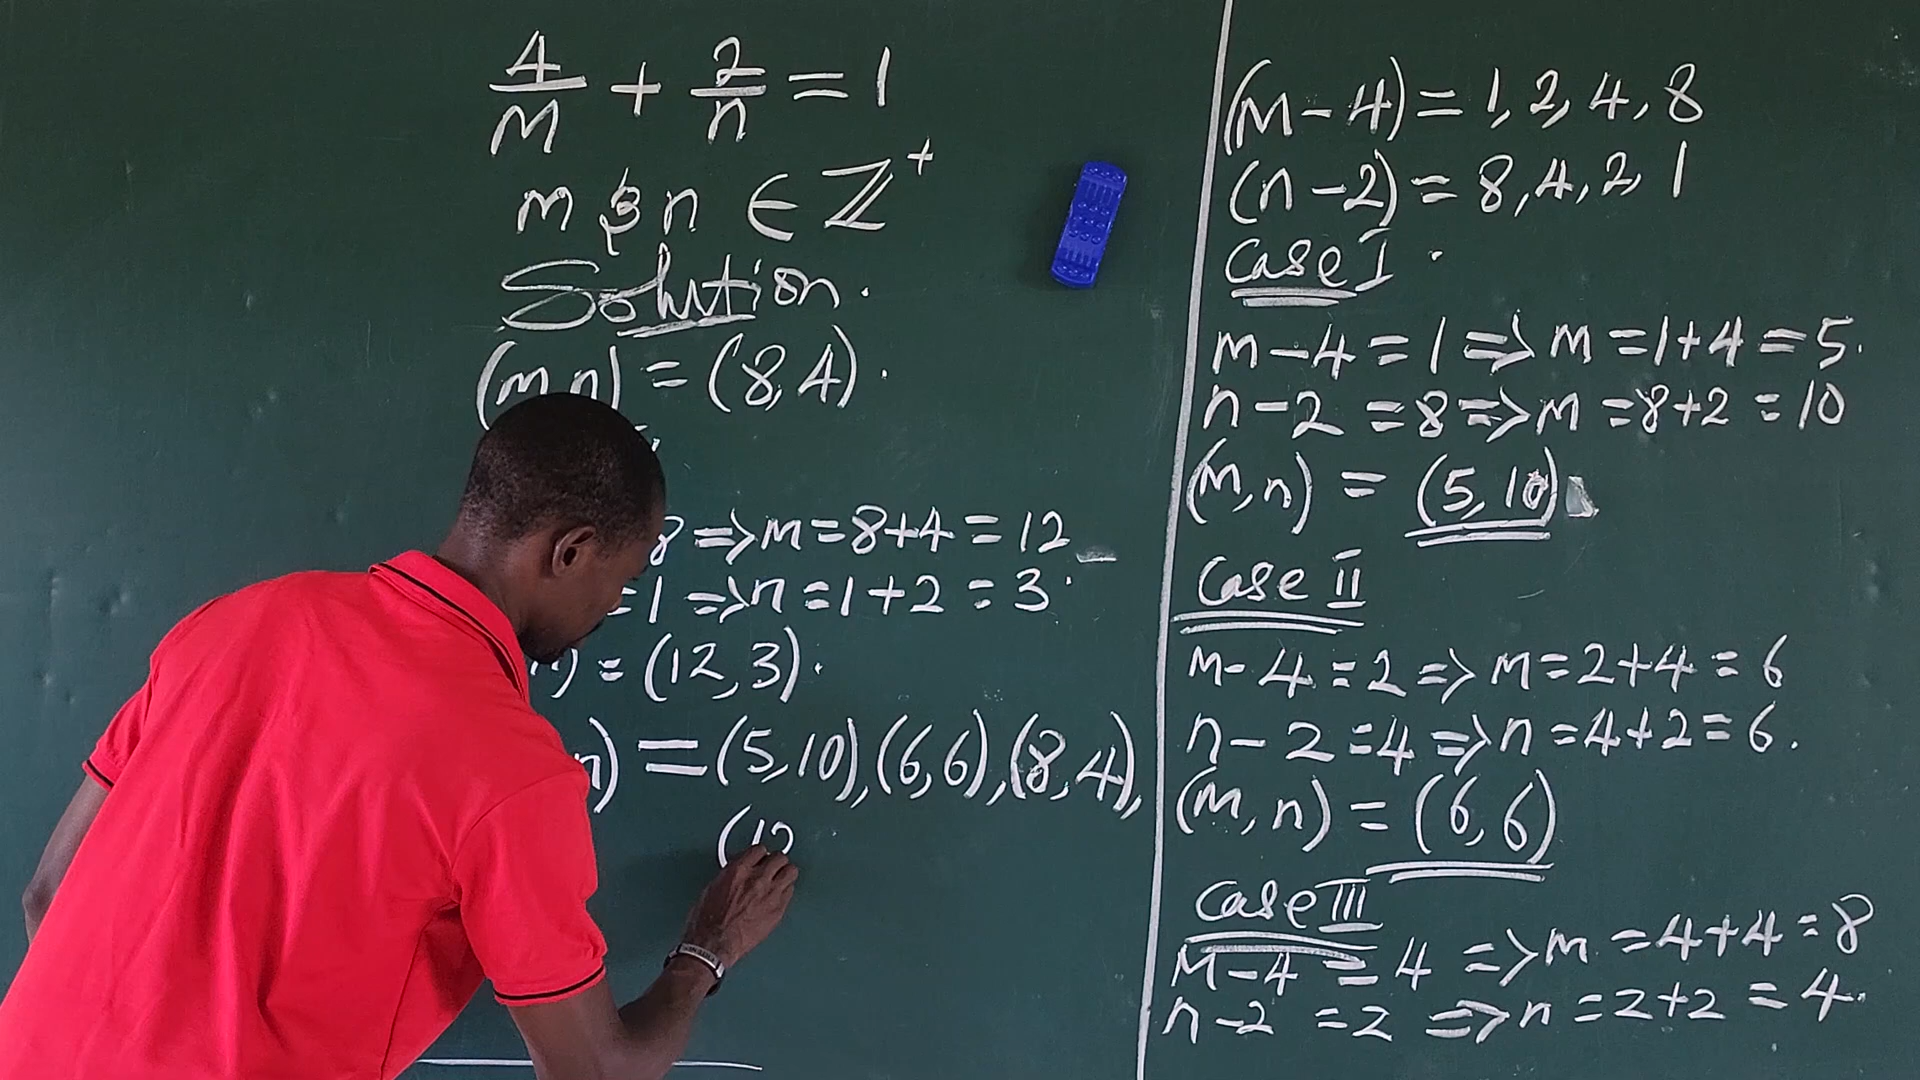 4/m + 2/n = 1
m & n ∈ Z⁺
Solution.
(m, n) = (8, 4).
8 => m = 8 + 4 = 12
= 1 => n = 1 + 2 = 3.
n) = (12, 3).
n) = (5, 10), (6, 6), (8, 4),
(12
(m - 4) = 1, 2, 4, 8
(n - 2) = 8, 4, 2, 1
Case I.
m - 4 = 1 => m = 1 + 4 = 5.
n - 2 = 8 => m = 8 + 2 = 10
(m, n) = (5, 10)
Case II
m - 4 = 2 => m = 2 + 4 = 6
n - 2 = 4 => n = 4 + 2 = 6.
(m, n) = (6, 6)
Case III
m - 4 = 4 => m = 4 + 4 = 8
n - 2 = 2 => n = 2 + 2 = 4.